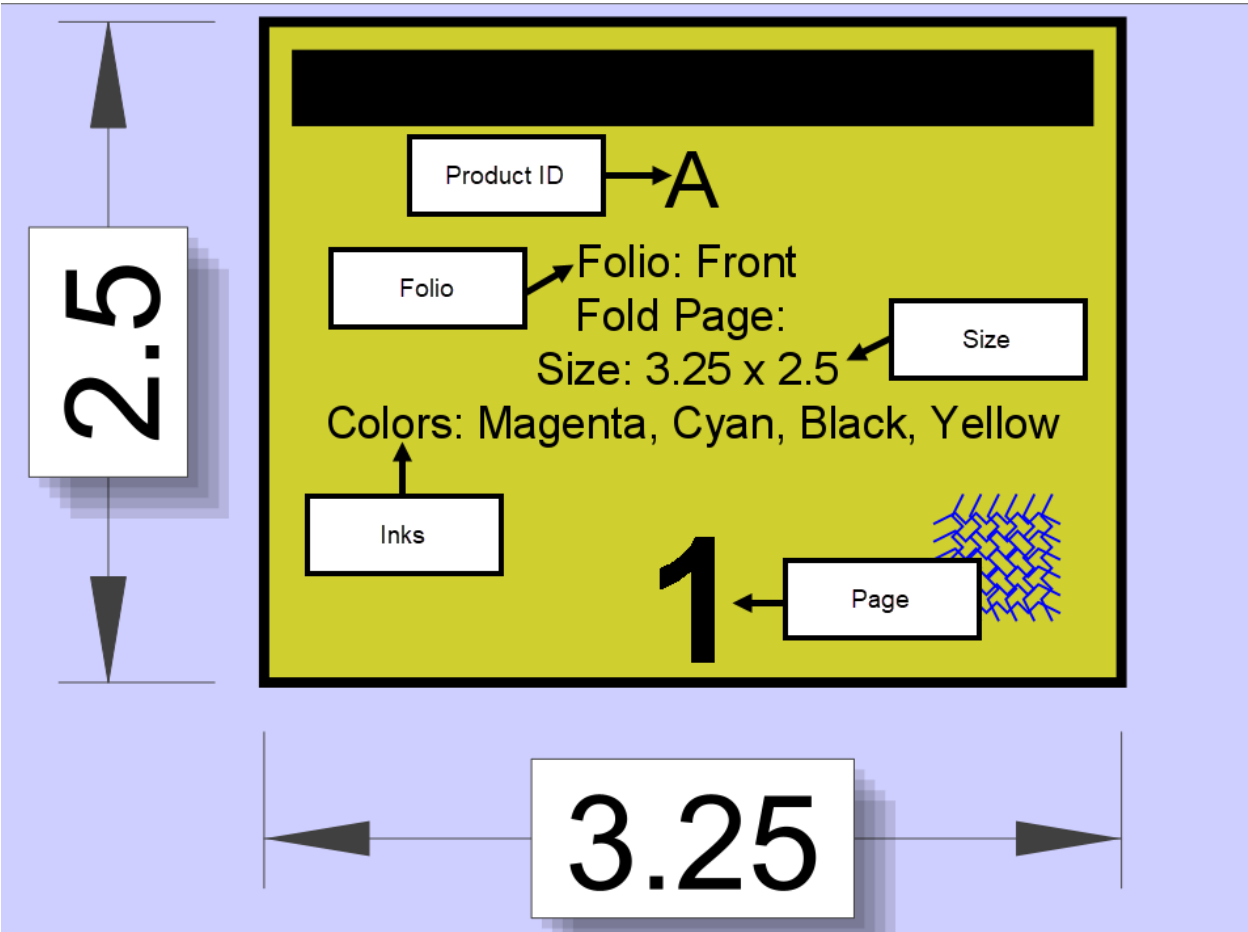 Product ID
A
Folio
Folio: Front
Fold Page:
Size
Size: 3.25 x 2.5
Colors: Magenta, Cyan, Black, Yellow
Inks
1
Page
2.5
3.25